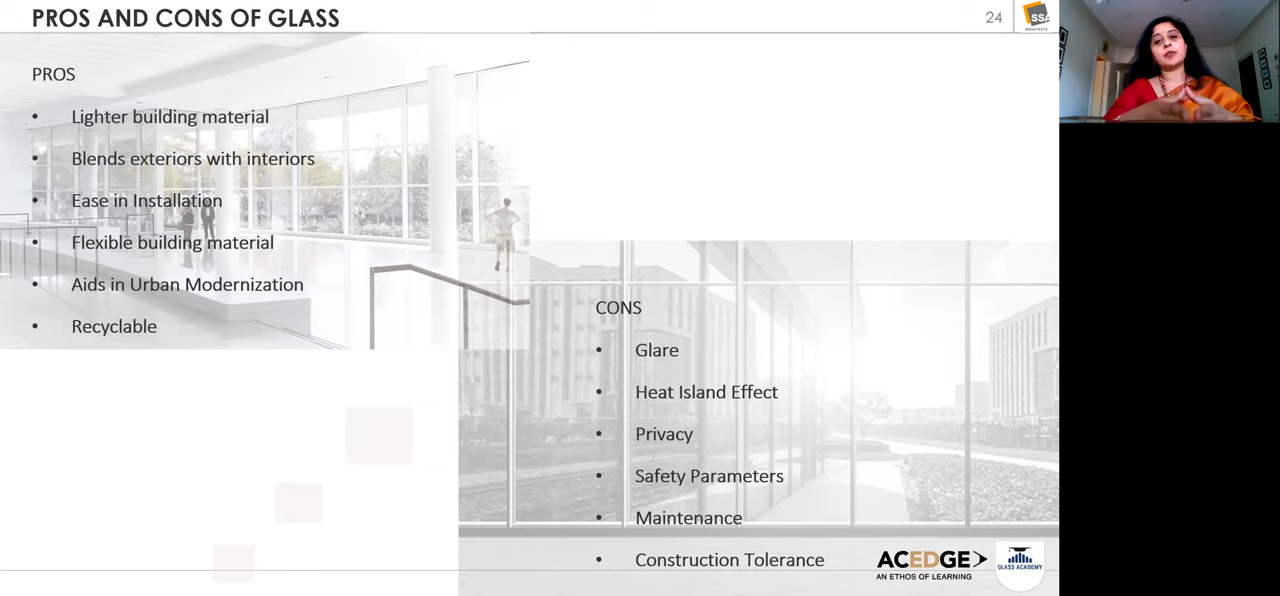 PROS AND CONS OF GLASS
24
SSA
ARCHITECTS
PROS
• Lighter building material
• Blends exteriors with interiors
• Ease in Installation
• Flexible building material
• Aids in Urban Modernization
• Recyclable
CONS
• Glare
• Heat Island Effect
• Privacy
• Safety Parameters
• Maintenance
• Construction Tolerance
ACEDGE
AN ETHOS OF LEARNING
GLASS ACADEMY